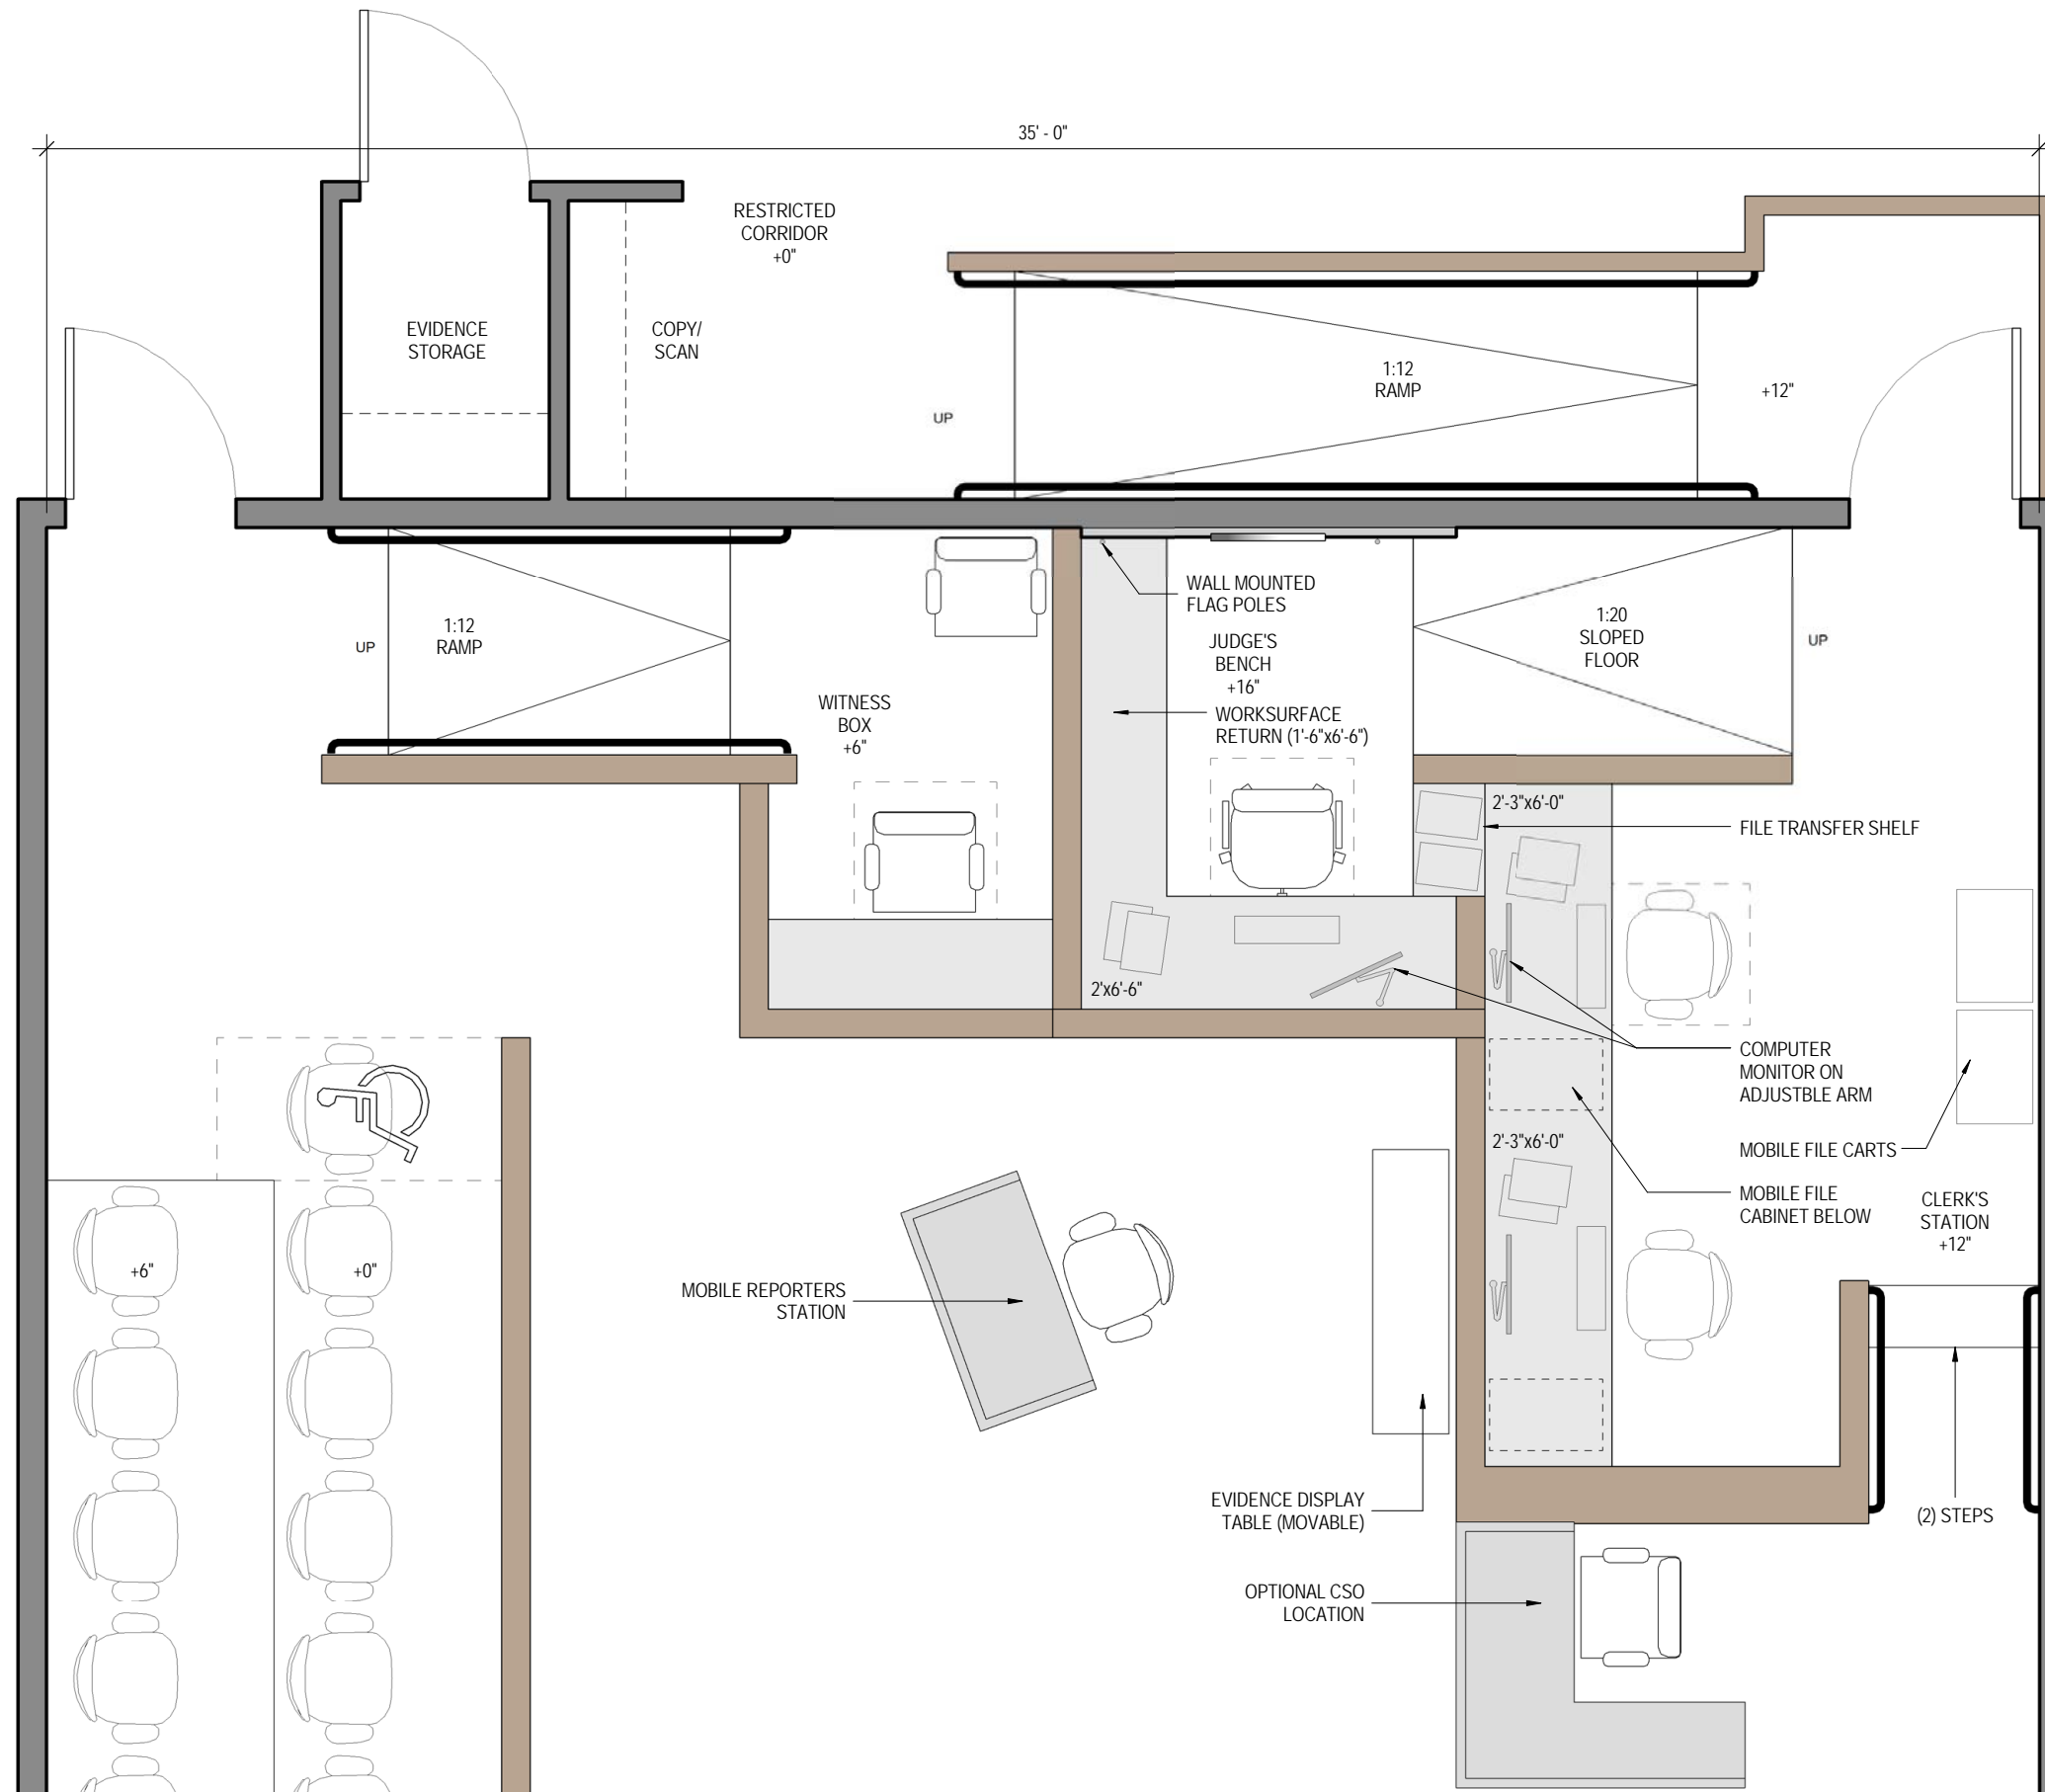 35' - 0"
RESTRICTED
CORRIDOR
+0"
EVIDENCE
STORAGE
COPY/
SCAN
UP
1:12
RAMP
+12"
UP
1:12
RAMP
WITNESS
BOX
+6"
WALL MOUNTED
FLAG POLES
JUDGE'S
BENCH
+16"
WORKSURFACE
RETURN (1'-6"x6'-6")
1:20
SLOPED
FLOOR
UP
2'-3"x6'-0"
FILE TRANSFER SHELF
2'x6'-6"
COMPUTER
MONITOR ON
ADJUSTBLE ARM
2'-3"x6'-0"
MOBILE FILE CARTS
MOBILE FILE
CABINET BELOW
CLERK'S
STATION
+12"
+6"
+0"
MOBILE REPORTERS
STATION
EVIDENCE DISPLAY
TABLE (MOVABLE)
(2) STEPS
OPTIONAL CSO
LOCATION